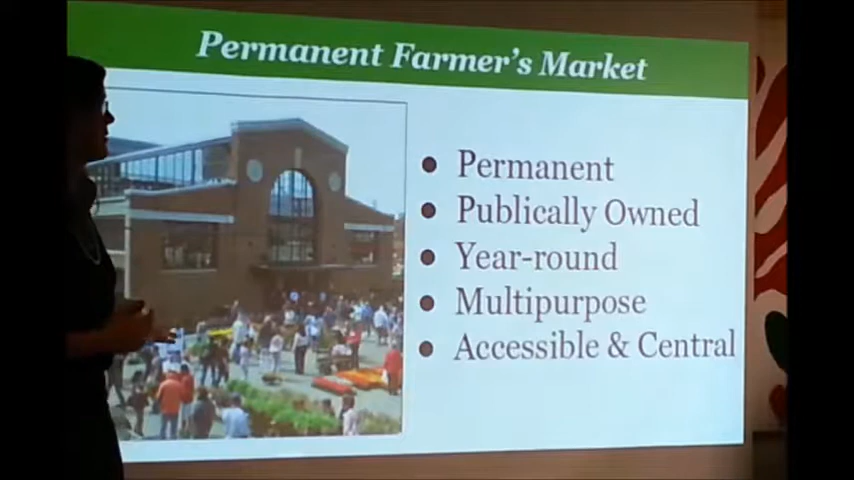 Permanent Farmer's Market
Permanent
Publically Owned
Year-round
Multipurpose
Accessible & Central